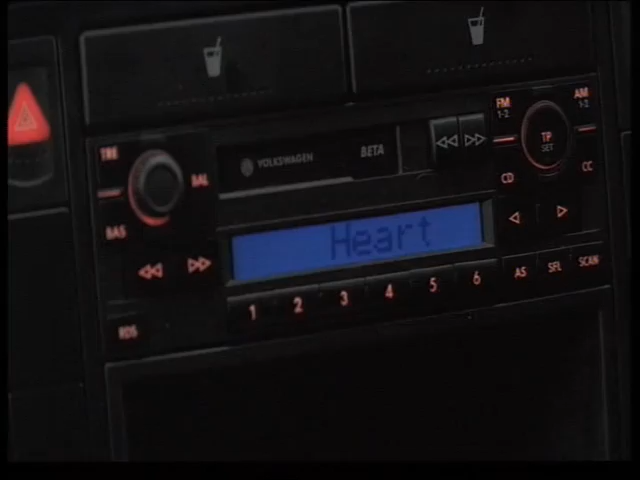 FM
1-2
AM
1-2
TRE
VOLKSWAGEN BETA
TP
SET
BAL
CD
CC
BAS
Heart
1 2 3 4 5 6
AS SFL SCAN
RDS